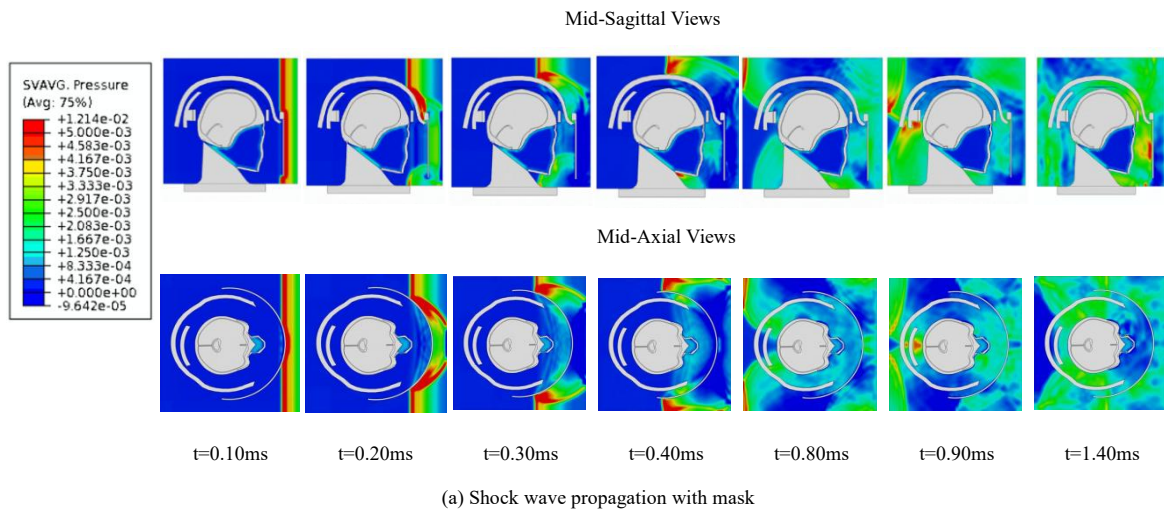 Mid-Sagittal Views
SVAVG. Pressure
(Avg: 75%)
+1.214e-02
+5.000e-03
+4.583e-03
+4.167e-03
+3.750e-03
+3.333e-03
+2.917e-03
+2.500e-03
+2.083e-03
+1.667e-03
+1.250e-03
+8.333e-04
+4.167e-04
+0.000e+00
-9.642e-05
Mid-Axial Views
t=0.10ms t=0.20ms t=0.30ms t=0.40ms t=0.80ms t=0.90ms t=1.40ms
(a) Shock wave propagation with mask